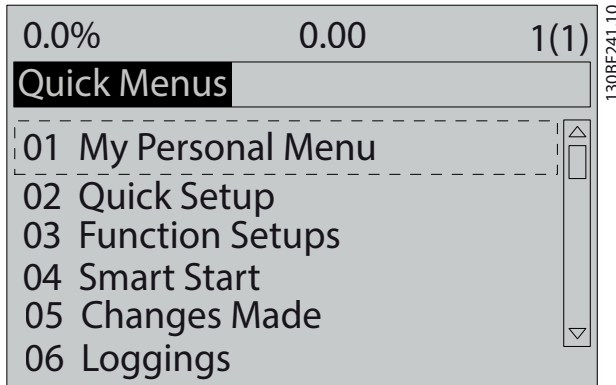 0.0% 0.00 1(1)
Quick Menus
01 My Personal Menu
02 Quick Setup
03 Function Setups
04 Smart Start
05 Changes Made
06 Loggings
130BF241.10